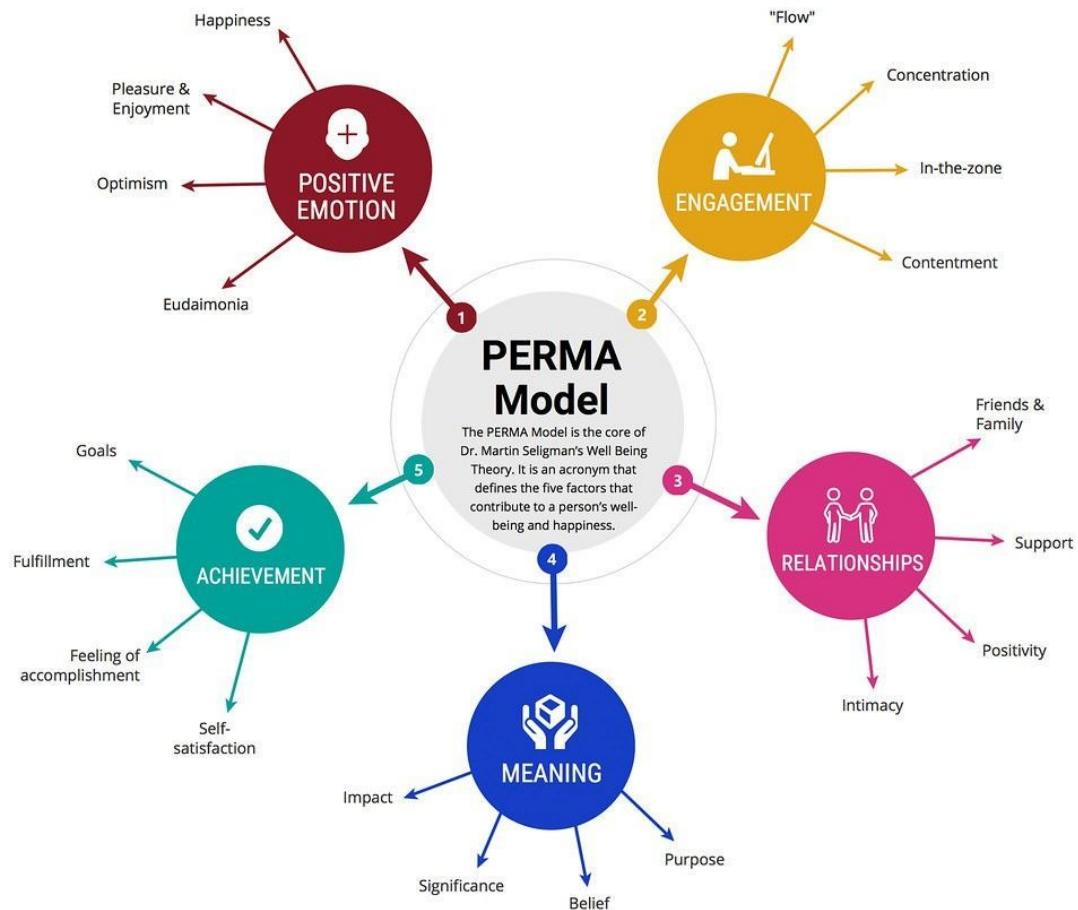 PERMA
Model
The PERMA Model is the core of
Dr. Martin Seligman's Well Being
Theory. It is an acronym that
defines the five factors that
contribute to a person's well-
being and happiness.
1
POSITIVE
EMOTION
Happiness
Pleasure &
Enjoyment
Optimism
Eudaimonia
2
ENGAGEMENT
"Flow"
Concentration
In-the-zone
Contentment
3
RELATIONSHIPS
Friends &
Family
Support
Positivity
Intimacy
4
MEANING
Purpose
Belief
Significance
Impact
5
ACHIEVEMENT
Goals
Fulfillment
Feeling of
accomplishment
Self-
satisfaction